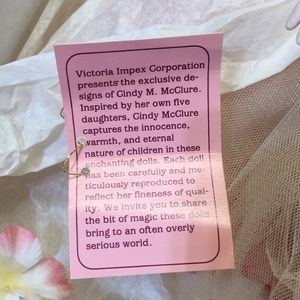 Victoria Impex Corporation
presents the exclusive de-
signs of Cindy M. McClure.
Inspired by her own five
daughters, Cindy McClure
captures the innocence,
warmth, and eternal
nature of children in these
enchanting dolls. Each doll
has been carefully and me-
ticulously reproduced to
reflect her fineness of qual-
ity. We invite you to share
the bit of magic these dolls
bring to an often overly
serious world.